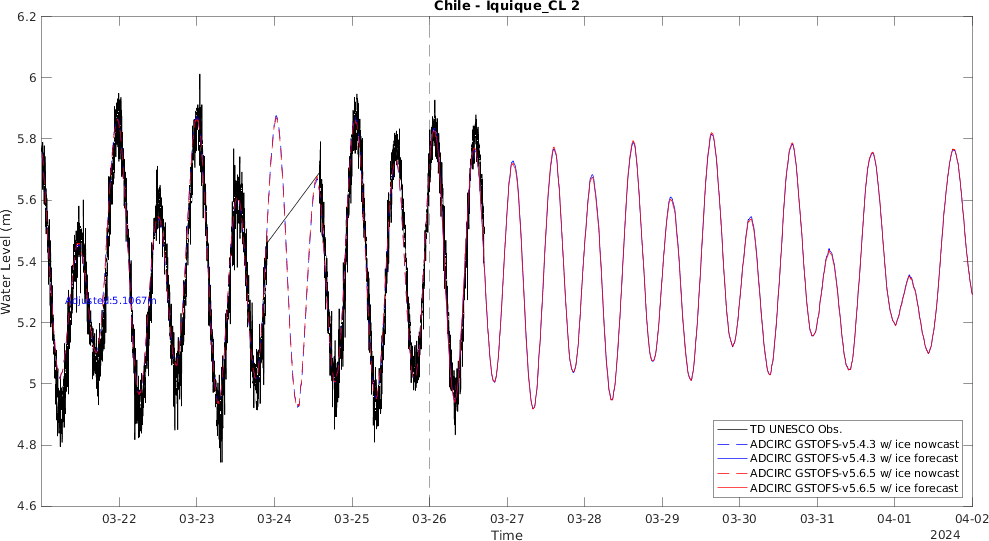 Chile - Iquique_CL 2
Water Level (m)
6.2
6
5.8
5.6
5.4
5.2
5
4.8
4.6
Adjusted:5.1067m
TD UNESCO Obs.
ADCIRC GSTOFS-v5.4.3 w/ ice nowcast
ADCIRC GSTOFS-v5.4.3 w/ ice forecast
ADCIRC GSTOFS-v5.6.5 w/ ice nowcast
ADCIRC GSTOFS-v5.6.5 w/ ice forecast
03-22 03-23 03-24 03-25 03-26 03-27 03-28 03-29 03-30 03-31 04-01 04-02
Time
2024